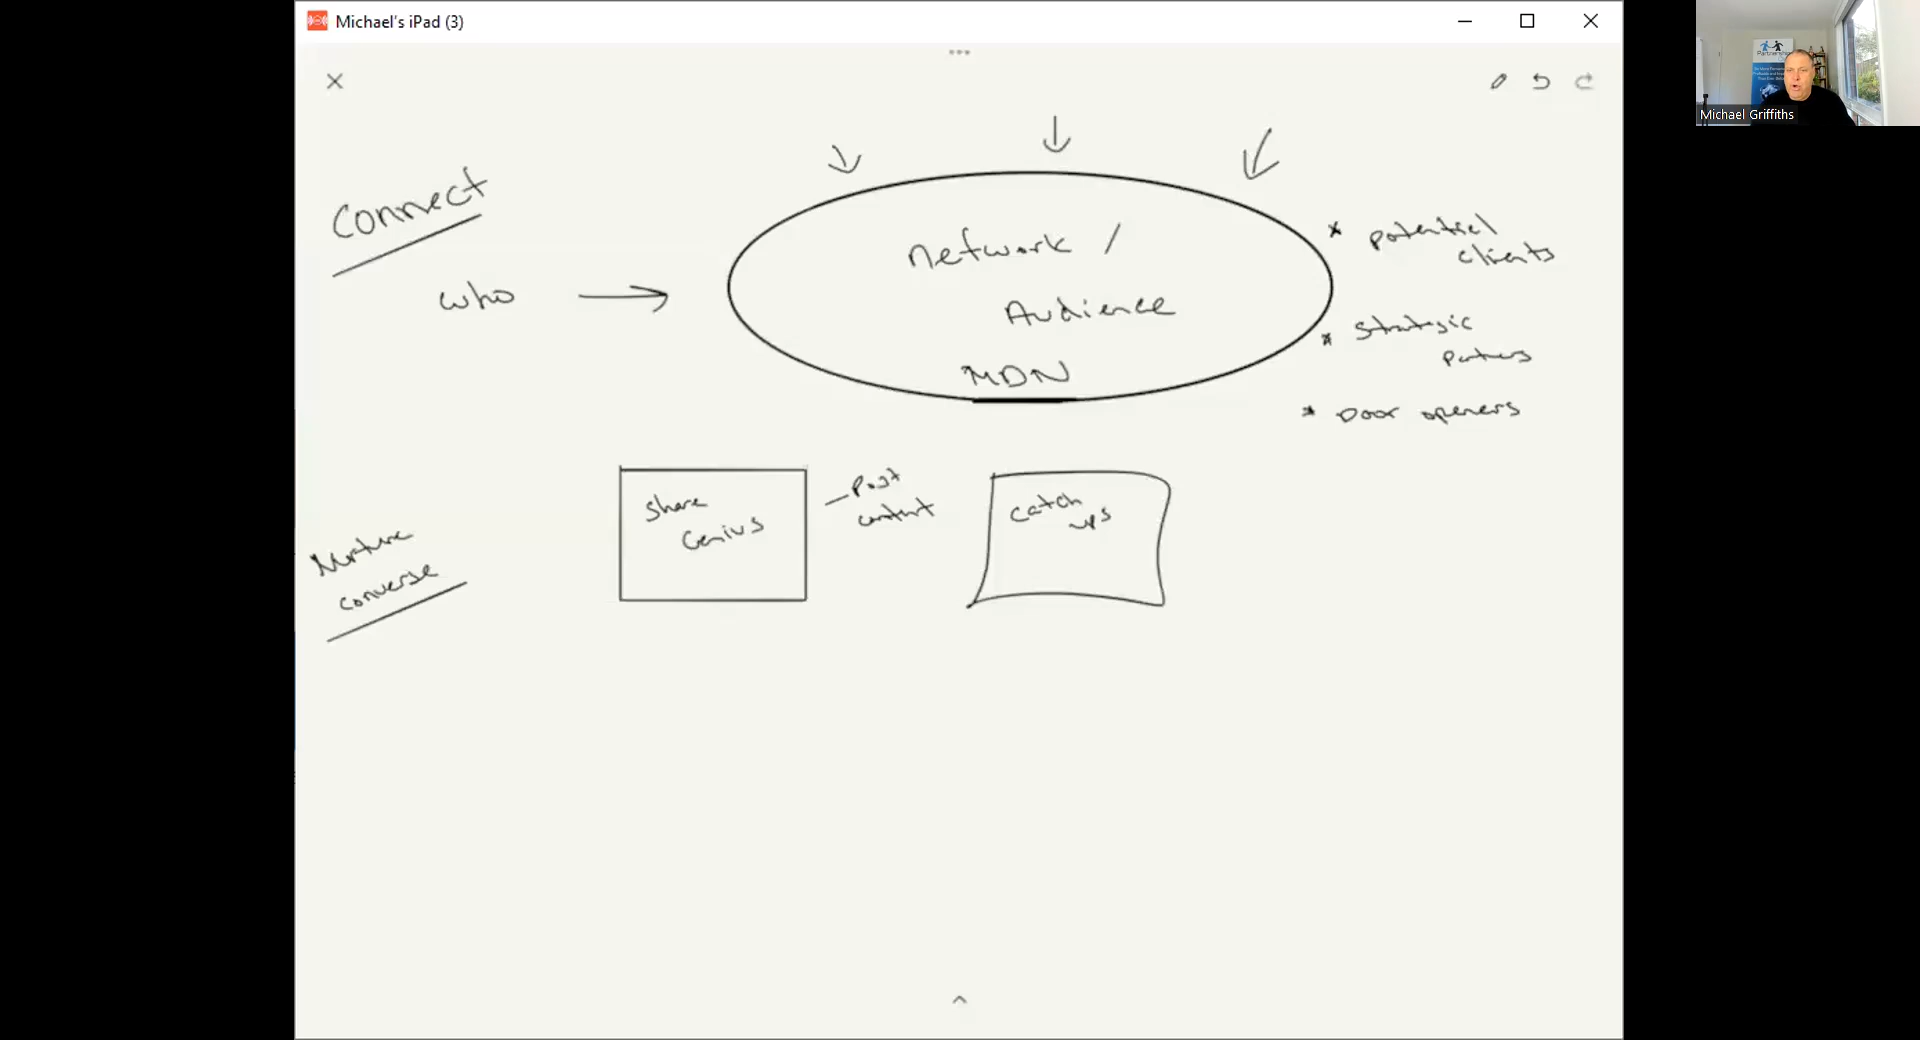 Michael's iPad (3)
Michael Griffiths
Connect
who
Network /
Audience
MDN
* potential
clients
* Strategic
partners
* Door openers
Nurture
converse
Share
Genius
- Post
content
Catch
ups